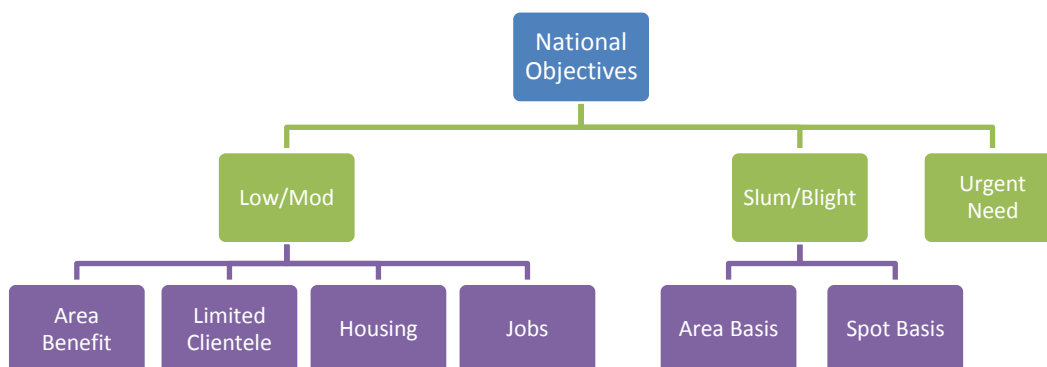 National
Objectives
Low/Mod
Slum/Blight
Urgent
Need
Area
Benefit
Limited
Clientele
Housing
Jobs
Area Basis
Spot Basis